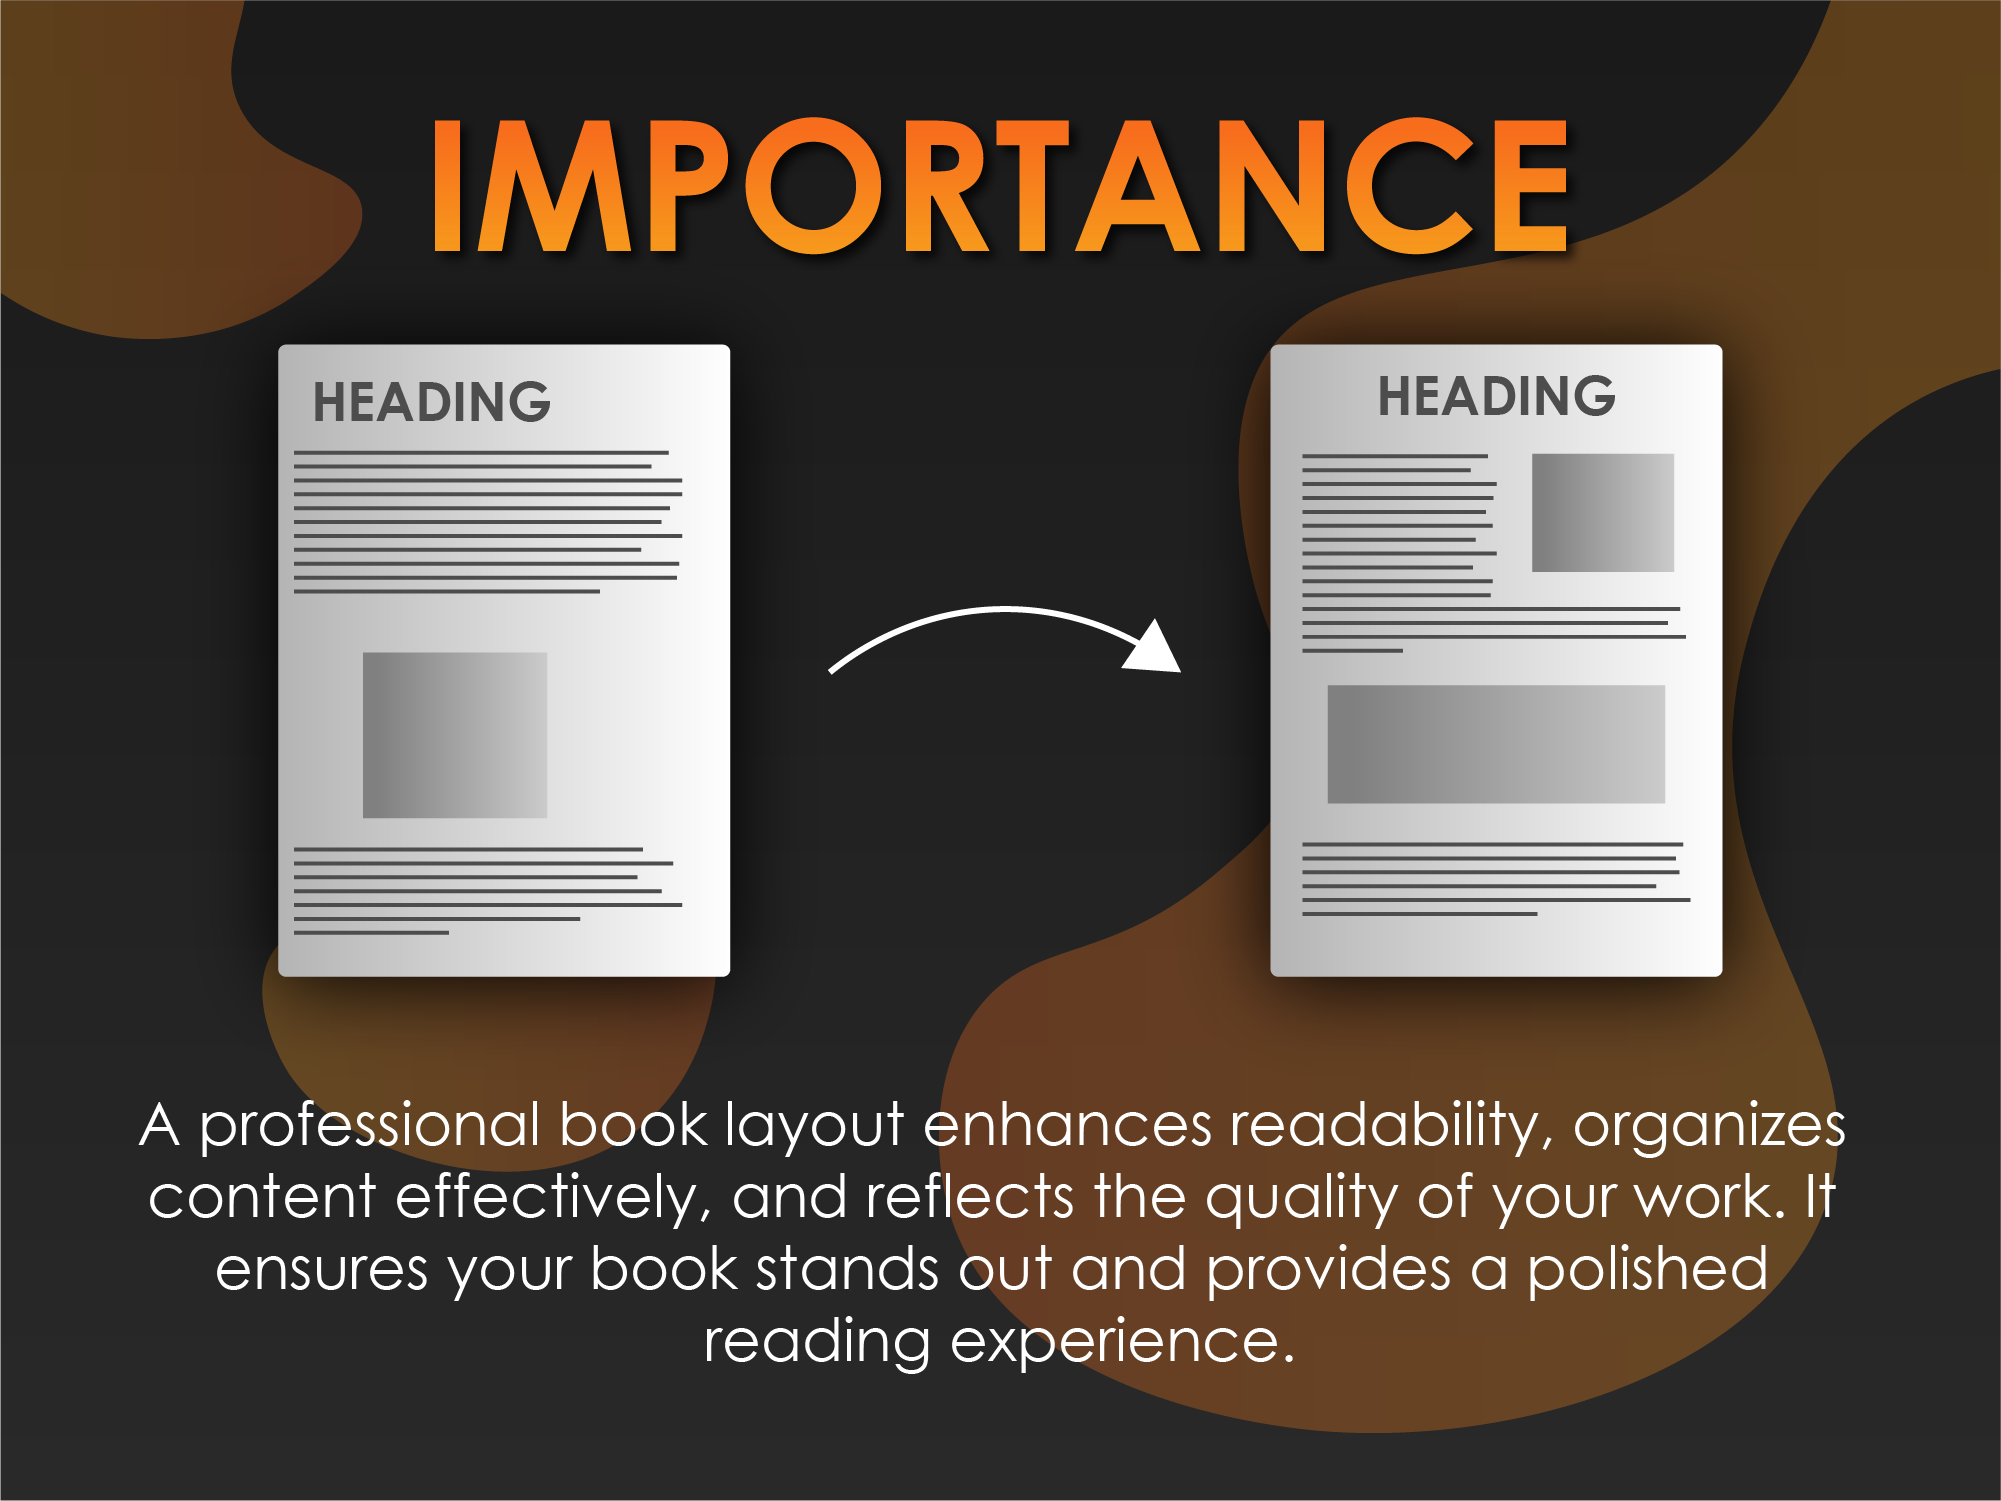 IMPORTANCE
HEADING
HEADING
A professional book layout enhances readability, organizes
content effectively, and reflects the quality of your work. It
ensures your book stands out and provides a polished
reading experience.